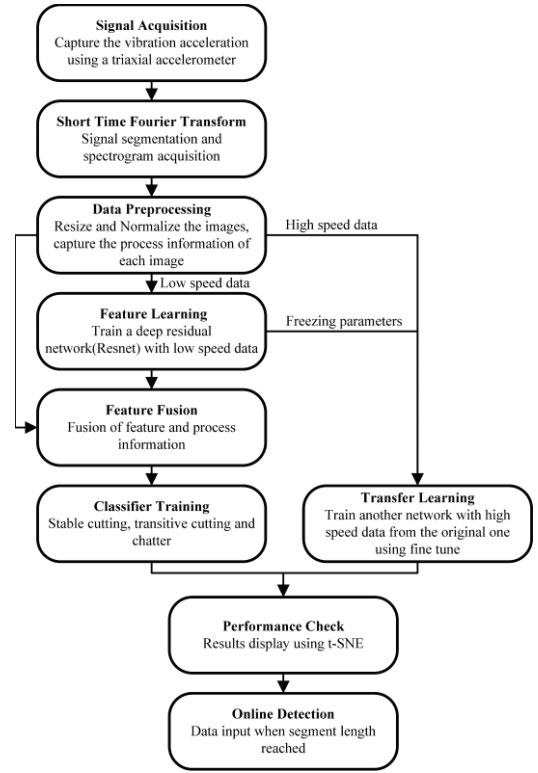 Signal Acquisition
Capture the vibration acceleration
using a triaxial accelerometer
Short Time Fourier Transform
Signal segmentation and
spectrogram acquisition
Data Preprocessing
Resize and Normalize the images,
capture the process information of
each image
High speed data
Low speed data
Feature Learning
Train a deep residual
network(Resnet) with low speed data
Freezing parameters
Feature Fusion
Fusion of feature and process
information
Classifier Training
Stable cutting, transitive cutting and
chatter
Transfer Learning
Train another network with high
speed data from the original one
using fine tune
Performance Check
Results display using t-SNE
Online Detection
Data input when segment length
reached